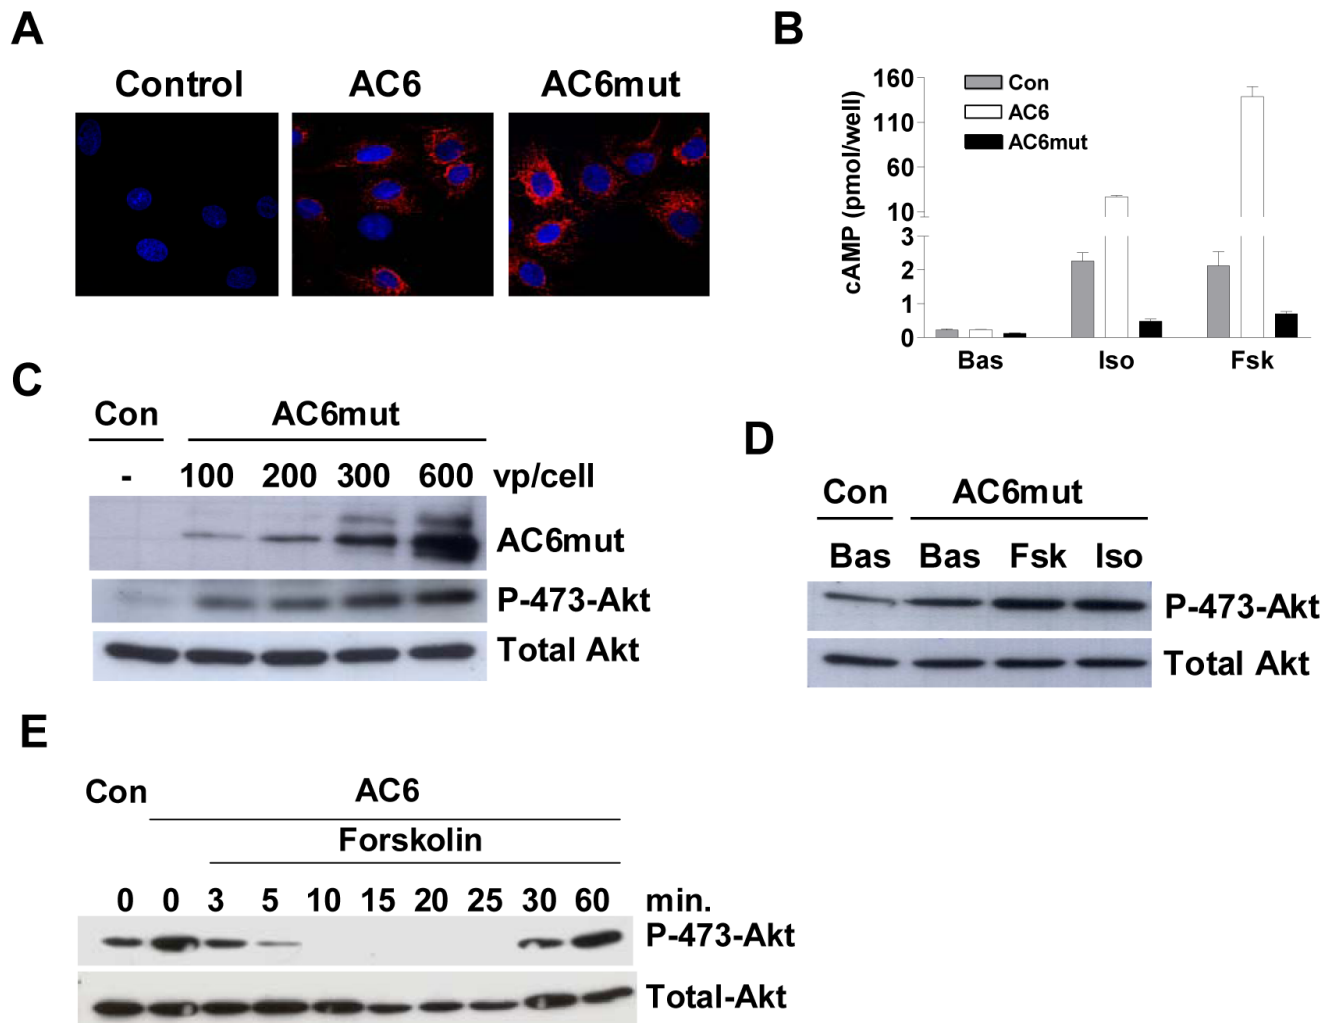 A
Control AC6 AC6mut
B
cAMP (pmol/well)
160
110
60
10
3
2
1
0
Con
AC6
AC6mut
Bas Iso Fsk
C
Con AC6mut
- 100 200 300 600 vp/cell
AC6mut
P-473-Akt
Total Akt
D
Con AC6mut
Bas Bas Fsk Iso
P-473-Akt
Total Akt
E
Con AC6
Forskolin
0 0 3 5 10 15 20 25 30 60 min.
P-473-Akt
Total-Akt